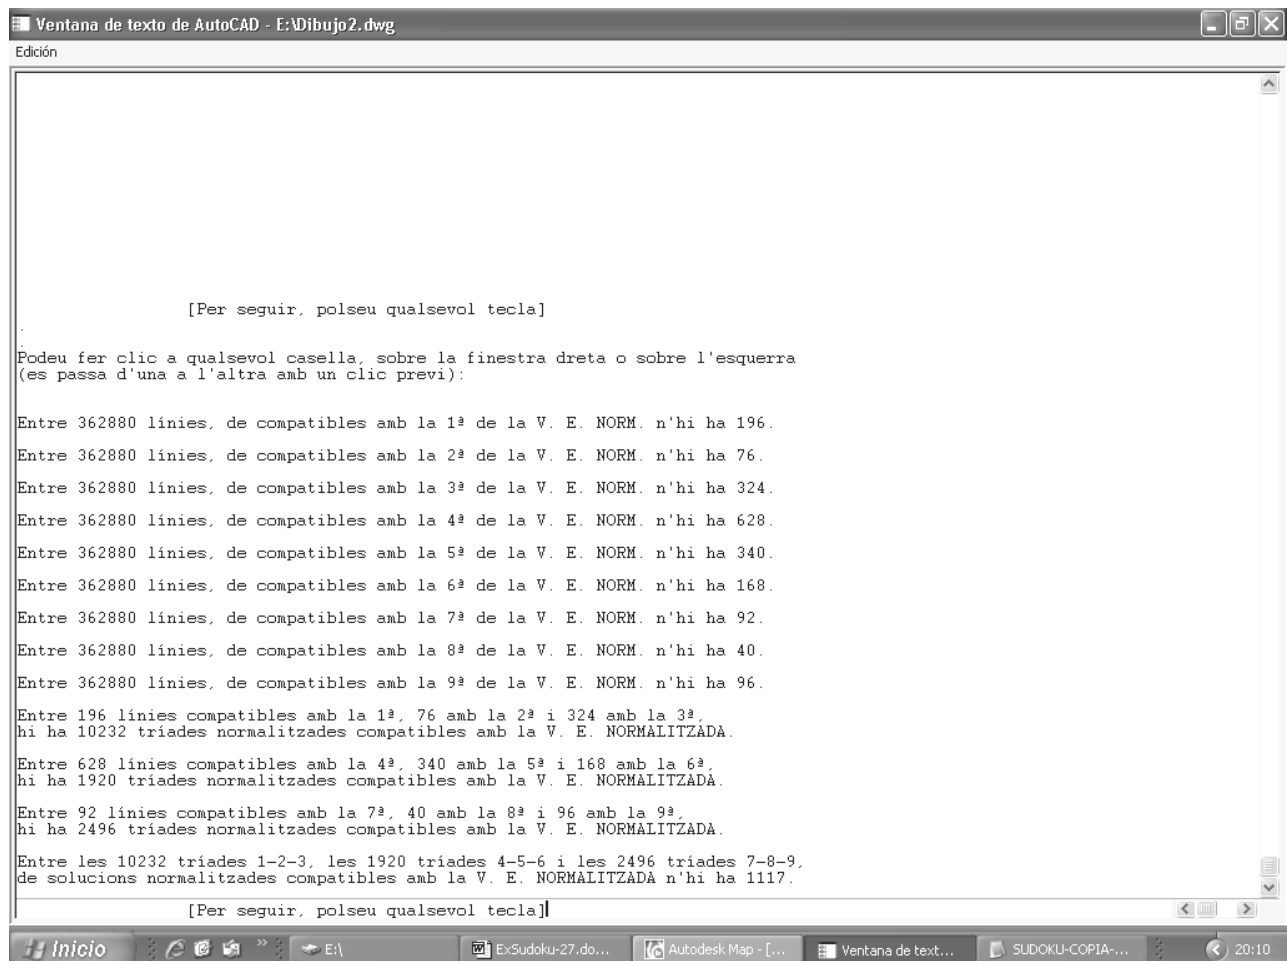 Ventana de texto de AutoCAD - E:\Dibujo2.dwg
Edición
[Per seguir, polseu qualsevol tecla]
.
.
Podeu fer clic a qualsevol casella, sobre la finestra dreta o sobre l'esquerra
(es passa d'una a l'altra amb un clic previ):
Entre 362880 línies, de compatibles amb la 1ª de la V. E. NORM. n'hi ha 196.
Entre 362880 línies, de compatibles amb la 2ª de la V. E. NORM. n'hi ha 76.
Entre 362880 línies, de compatibles amb la 3ª de la V. E. NORM. n'hi ha 324.
Entre 362880 línies, de compatibles amb la 4ª de la V. E. NORM. n'hi ha 628.
Entre 362880 línies, de compatibles amb la 5ª de la V. E. NORM. n'hi ha 340.
Entre 362880 línies, de compatibles amb la 6ª de la V. E. NORM. n'hi ha 168.
Entre 362880 línies, de compatibles amb la 7ª de la V. E. NORM. n'hi ha 92.
Entre 362880 línies, de compatibles amb la 8ª de la V. E. NORM. n'hi ha 40.
Entre 362880 línies, de compatibles amb la 9ª de la V. E. NORM. n'hi ha 96.
Entre 196 línies compatibles amb la 1ª, 76 amb la 2ª i 324 amb la 3ª,
hi ha 10232 tríades normalitzades compatibles amb la V. E. NORMALITZADA.
Entre 628 línies compatibles amb la 4ª, 340 amb la 5ª i 168 amb la 6ª,
hi ha 1920 tríades normalitzades compatibles amb la V. E. NORMALITZADA.
Entre 92 línies compatibles amb la 7ª, 40 amb la 8ª i 96 amb la 9ª,
hi ha 2496 tríades normalitzades compatibles amb la V. E. NORMALITZADA.
Entre les 10232 tríades 1-2-3, les 1920 tríades 4-5-6 i les 2496 tríades 7-8-9,
de solucions normalitzades compatibles amb la V. E. NORMALITZADA n'hi ha 1117.
[Per seguir, polseu qualsevol tecla]
Inicio » E:\ ExSudoku-27.do... Autodesk Map - [... Ventana de text... SUDOKU-COPIA-... 20:10